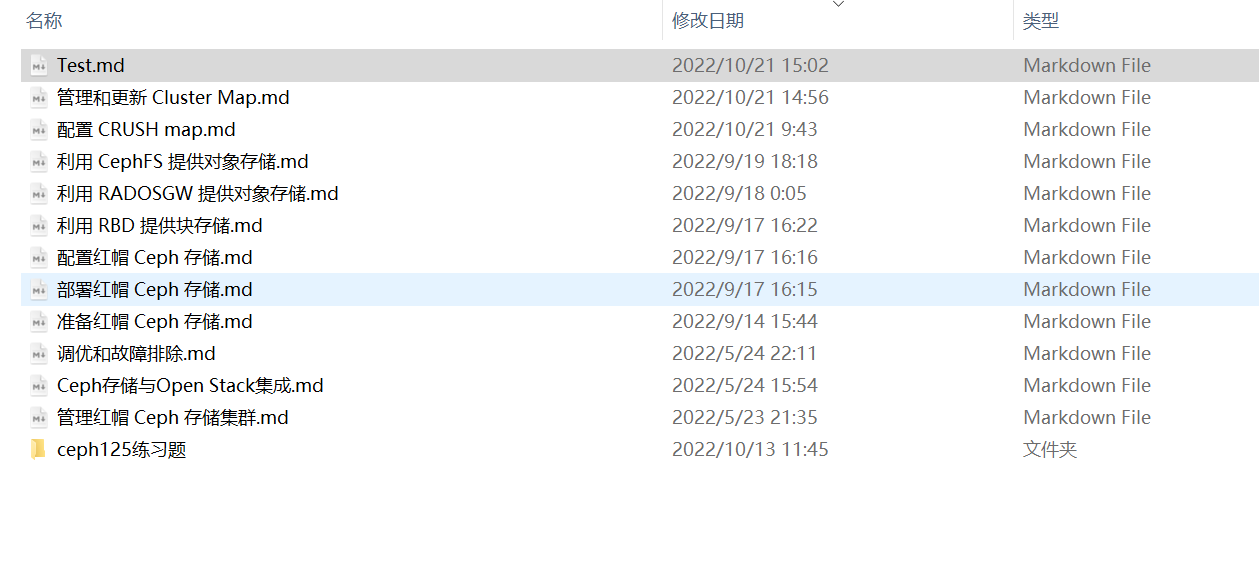 名称 修改日期 类型
Test.md 2022/10/21 15:02 Markdown File
管理和更新 Cluster Map.md 2022/10/21 14:56 Markdown File
配置 CRUSH map.md 2022/10/21 9:43 Markdown File
利用 CephFS 提供对象存储.md 2022/9/19 18:18 Markdown File
利用 RADOSGW 提供对象存储.md 2022/9/18 0:05 Markdown File
利用 RBD 提供块存储.md 2022/9/17 16:22 Markdown File
配置红帽 Ceph 存储.md 2022/9/17 16:16 Markdown File
部署红帽 Ceph 存储.md 2022/9/17 16:15 Markdown File
准备红帽 Ceph 存储.md 2022/9/14 15:44 Markdown File
调优和故障排除.md 2022/5/24 22:11 Markdown File
Ceph存储与Open Stack集成.md 2022/5/24 15:54 Markdown File
管理红帽 Ceph 存储集群.md 2022/5/23 21:35 Markdown File
ceph125练习题 2022/10/13 11:45 文件夹